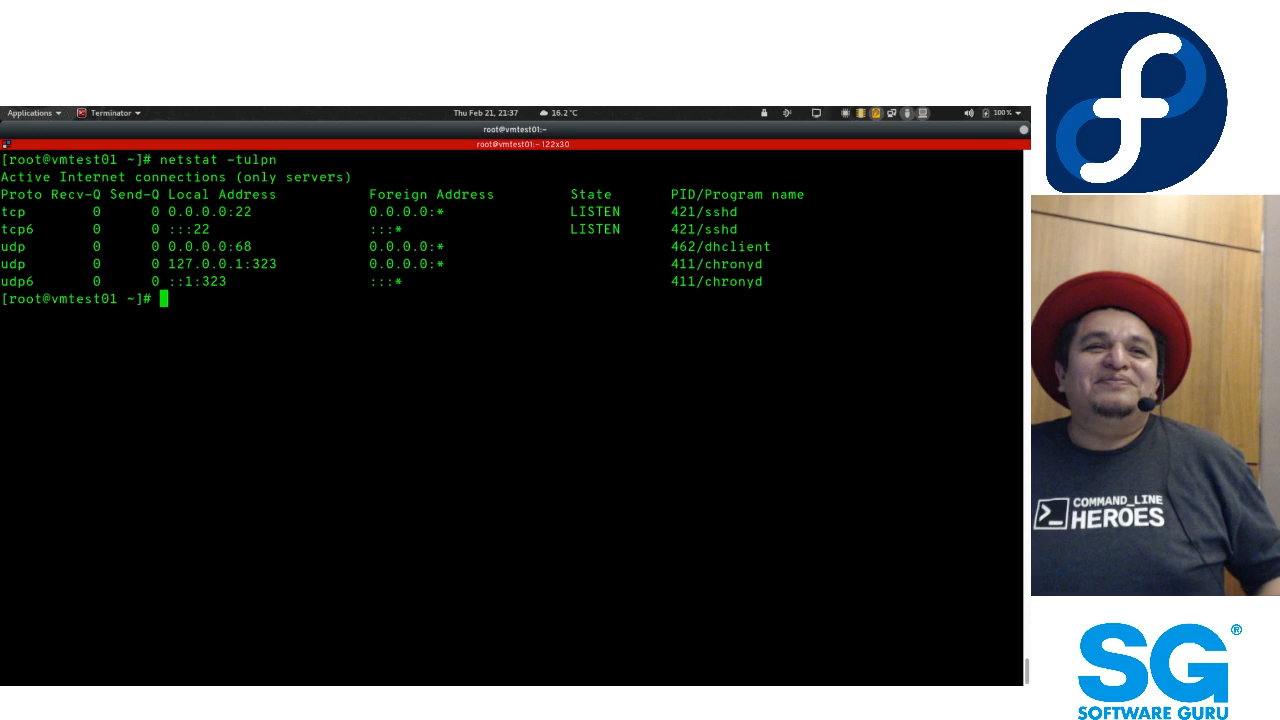 Applications
Terminator
Thu Feb 21, 21:37
16.2°C
100%
root@vmtest01:~
root@vmtest01:~ 122x30
[root@vmtest01 ~]# netstat -tulpn
Active Internet connections (only servers)
Proto Recv-Q Send-Q Local Address Foreign Address State PID/Program name
tcp 0 0 0.0.0.0:22 0.0.0.0:* LISTEN 421/sshd
tcp6 0 0 :::22 :::* LISTEN 421/sshd
udp 0 0 0.0.0.0:68 0.0.0.0:* 462/dhclient
udp 0 0 127.0.0.1:323 0.0.0.0:* 411/chronyd
udp6 0 0 ::1:323 :::* 411/chronyd
[root@vmtest01 ~]#
>_ COMMAND_LINE
HEROES
SG®
SOFTWARE GURU